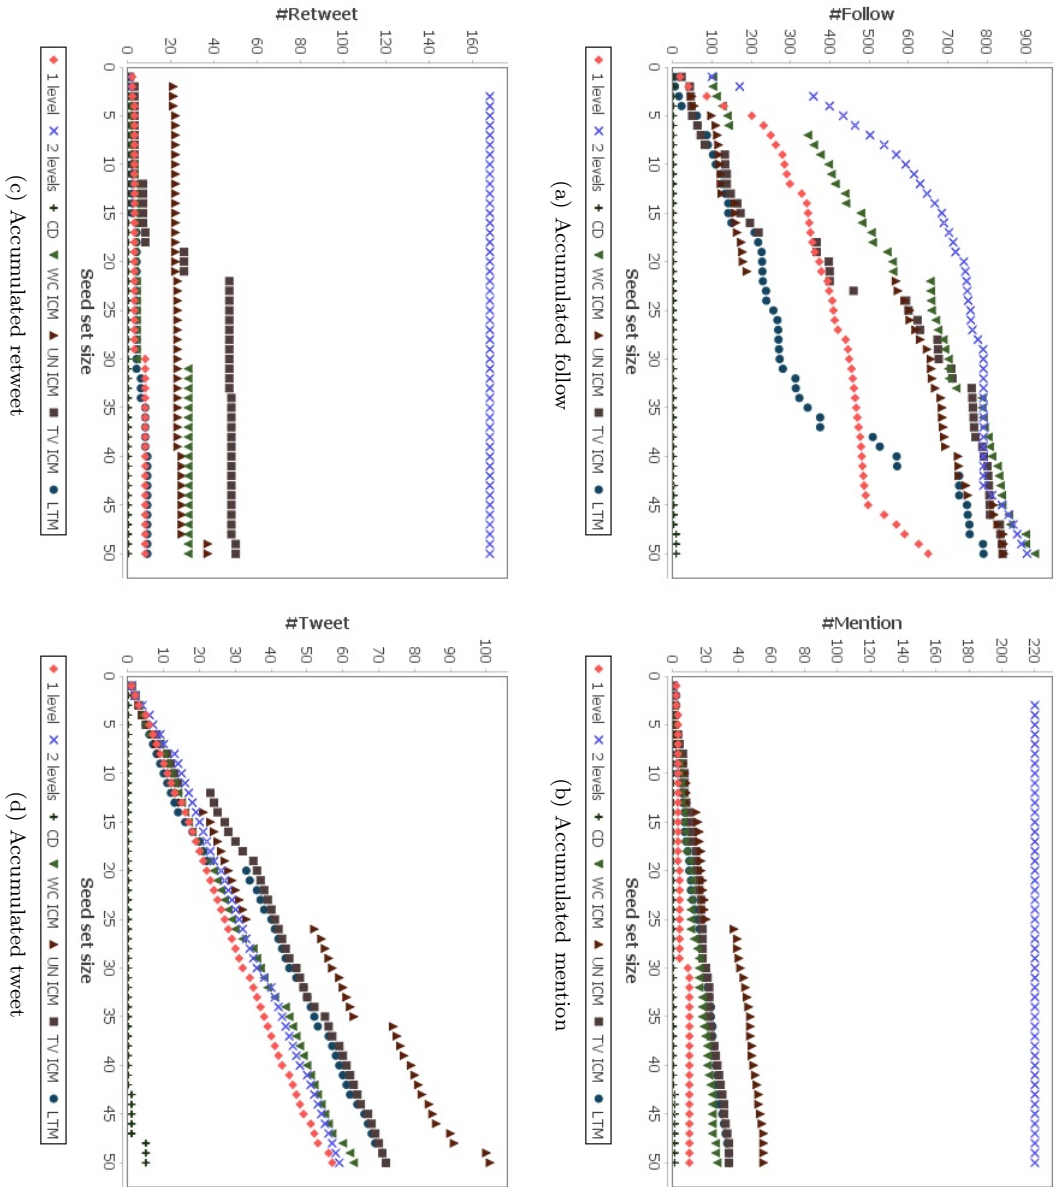 #Follow
900
800
700
600
500
400
300
200
100
0
0 5 10 15 20 25 30 35 40 45 50
Seed set size
1 level 2 levels CD WC ICM UN ICM TV ICM LTM
(a) Accumulated follow
#Mention
220
200
180
160
140
120
100
80
60
40
20
0
0 5 10 15 20 25 30 35 40 45 50
Seed set size
1 level 2 levels CD WC ICM UN ICM TV ICM LTM
(b) Accumulated mention
#Retweet
160
140
120
100
80
60
40
20
0
0 5 10 15 20 25 30 35 40 45 50
Seed set size
1 level 2 levels CD WC ICM UN ICM TV ICM LTM
(c) Accumulated retweet
#Tweet
100
90
80
70
60
50
40
30
20
10
0
0 5 10 15 20 25 30 35 40 45 50
Seed set size
1 level 2 levels CD WC ICM UN ICM TV ICM LTM
(d) Accumulated tweet